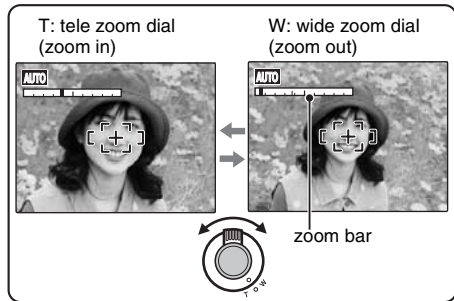 T: tele zoom dial
(zoom in)
W: wide zoom dial
(zoom out)
AUTO
AUTO
zoom bar
T
W